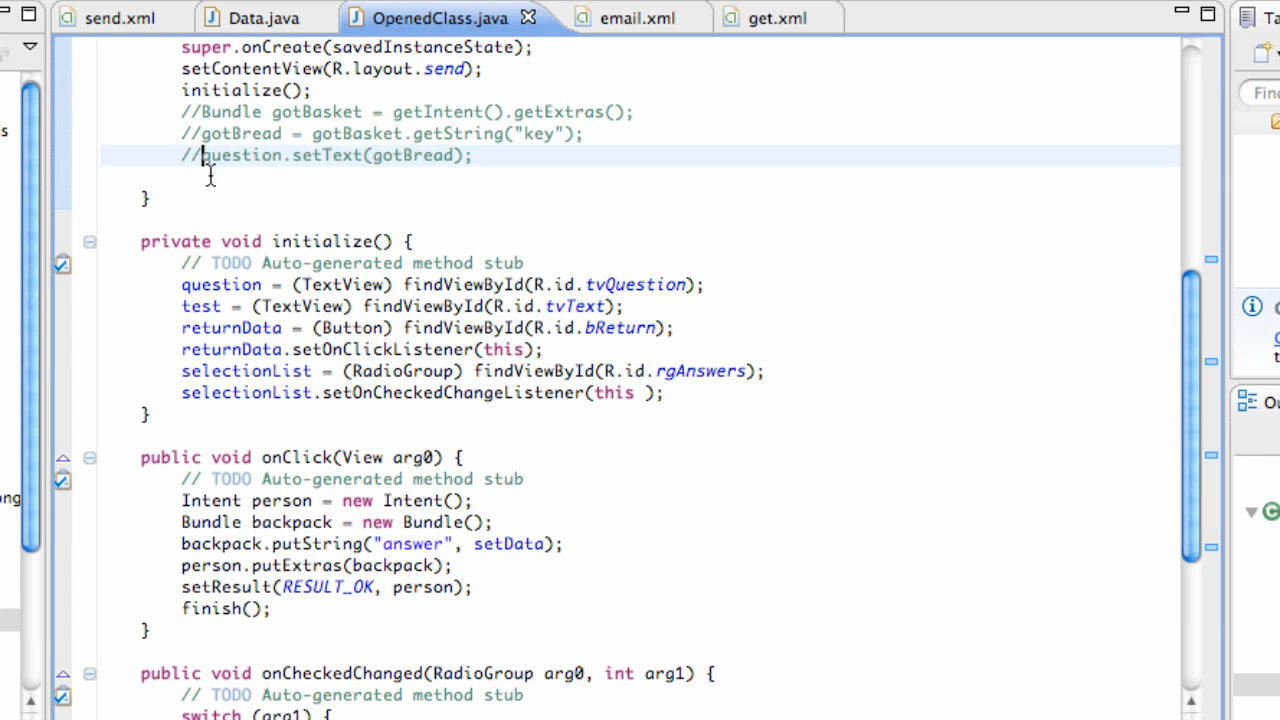 send.xml Data.java OpenedClass.java email.xml get.xml
super.onCreate(savedInstanceState);
setContentView(R.layout.send);
initialize();
//Bundle gotBasket = getIntent().getExtras();
//gotBread = gotBasket.getString("key");
//question.setText(gotBread);
}
private void initialize() {
// TODO Auto-generated method stub
question = (TextView) findViewById(R.id.tvQuestion);
test = (TextView) findViewById(R.id.tvText);
returnData = (Button) findViewById(R.id.bReturn);
returnData.setOnClickListener(this);
selectionList = (RadioGroup) findViewById(R.id.rgAnswers);
selectionList.setOnCheckedChangeListener(this );
}
public void onClick(View arg0) {
// TODO Auto-generated method stub
Intent person = new Intent();
Bundle backpack = new Bundle();
backpack.putString("answer", setData);
person.putExtras(backpack);
setResult(RESULT_OK, person);
finish();
}
public void onCheckedChanged(RadioGroup arg0, int arg1) {
// TODO Auto-generated method stub
switch (arg1) {